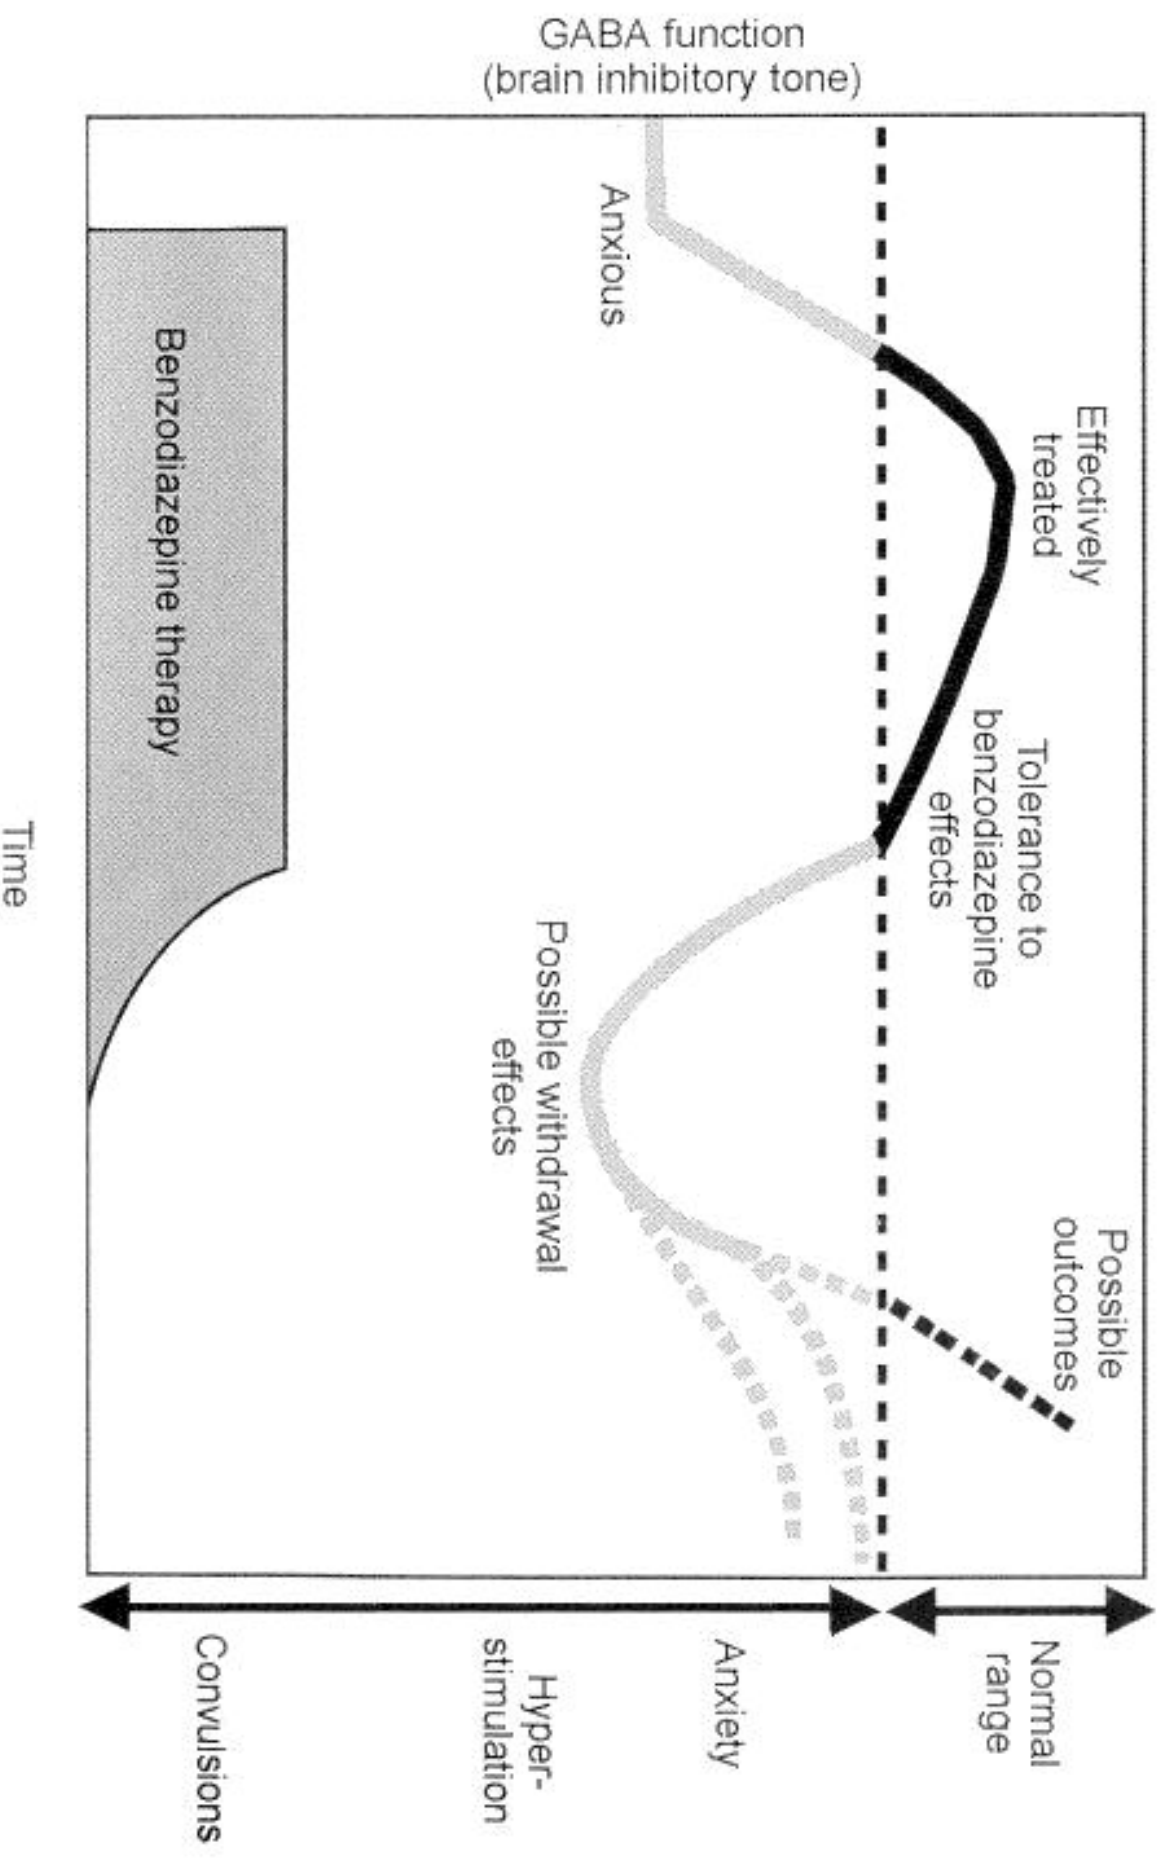 GABA function
(brain inhibitory tone)
Anxious
Effectively
treated
Tolerance to
benzodiazepine
effects
Possible withdrawal
effects
Possible
outcomes
Benzodiazepine therapy
Normal
range
Anxiety
Hyper-
stimulation
Convulsions
Time